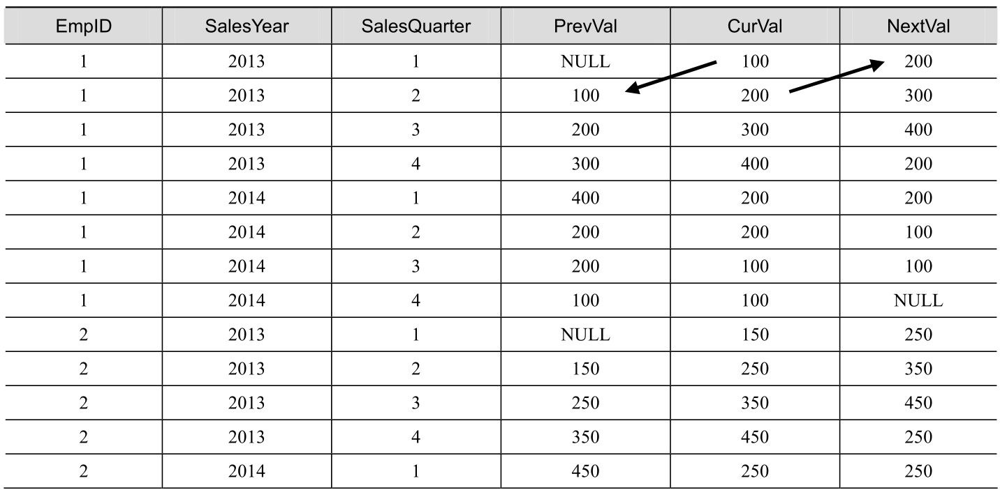 EmpID SalesYear SalesQuarter PrevVal CurVal NextVal
1 2013 1 NULL 100 200
1 2013 2 100 200 300
1 2013 3 200 300 400
1 2013 4 300 400 200
1 2014 1 400 200 200
1 2014 2 200 200 100
1 2014 3 200 100 100
1 2014 4 100 100 NULL
2 2013 1 NULL 150 250
2 2013 2 150 250 350
2 2013 3 250 350 450
2 2013 4 350 450 250
2 2014 1 450 250 250